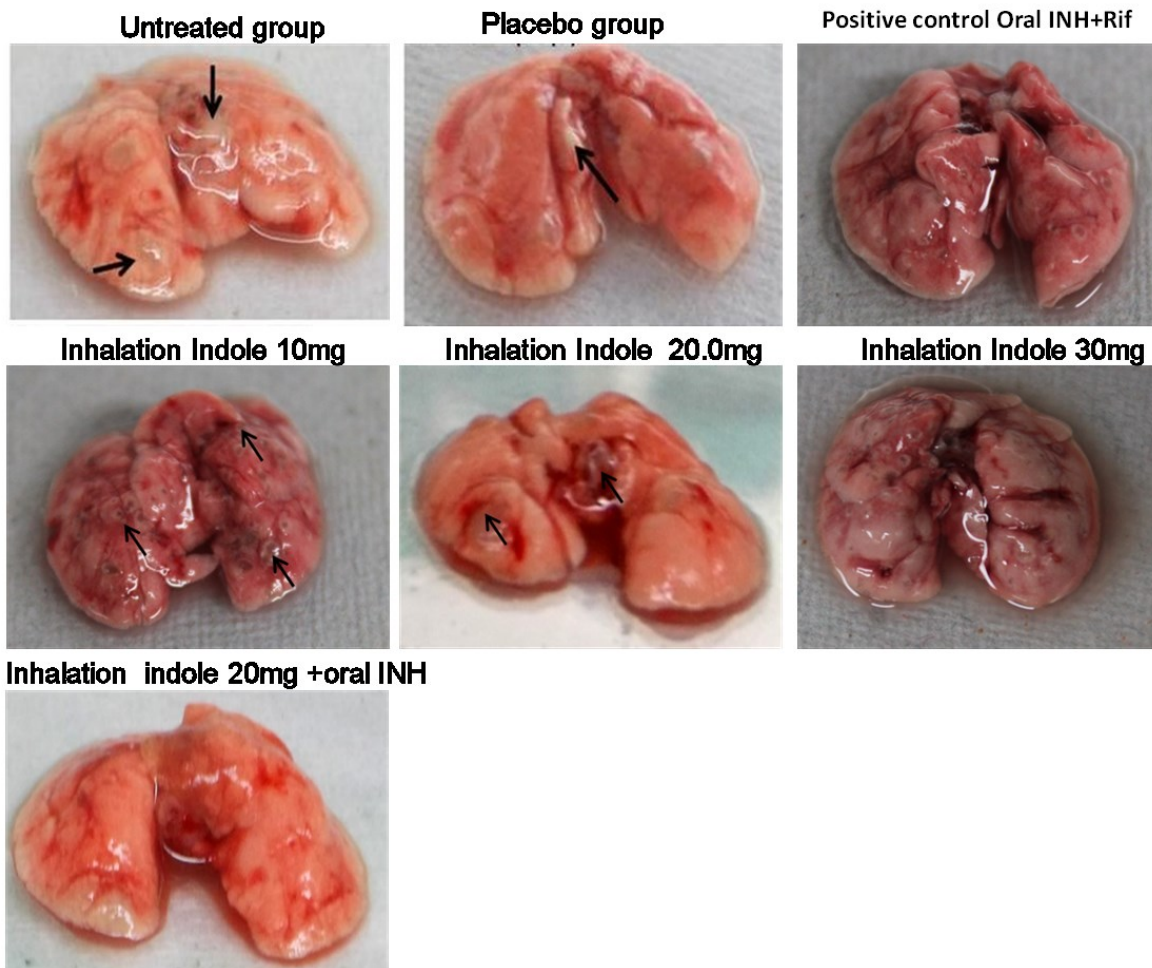 Untreated group
Placebo group
Positive control Oral INH+Rif
Inhalation Indole 10mg
Inhalation Indole  20.0mg
Inhalation Indole 30mg
Inhalation  indole 20mg +oral INH